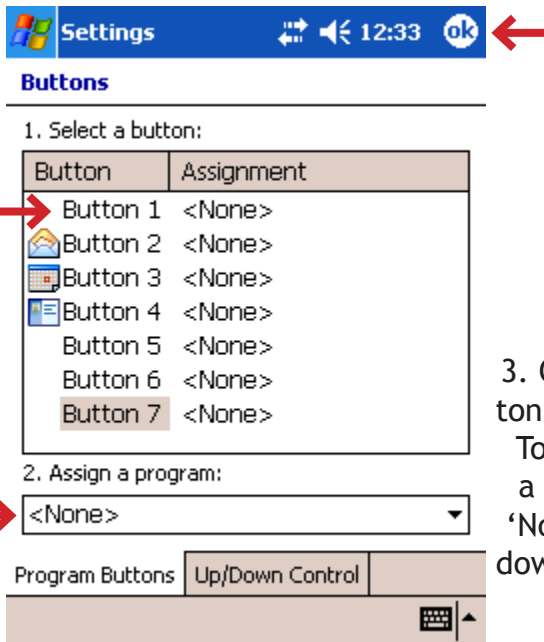 Settings 12:33 ok
Buttons
1. Select a button:
Button Assignment
Button 1 <None>
Button 2 <None>
Button 3 <None>
Button 4 <None>
Button 5 <None>
Button 6 <None>
Button 7 <None>
2. Assign a program:
<None>
Program Buttons Up/Down Control
3.
ton
To
a